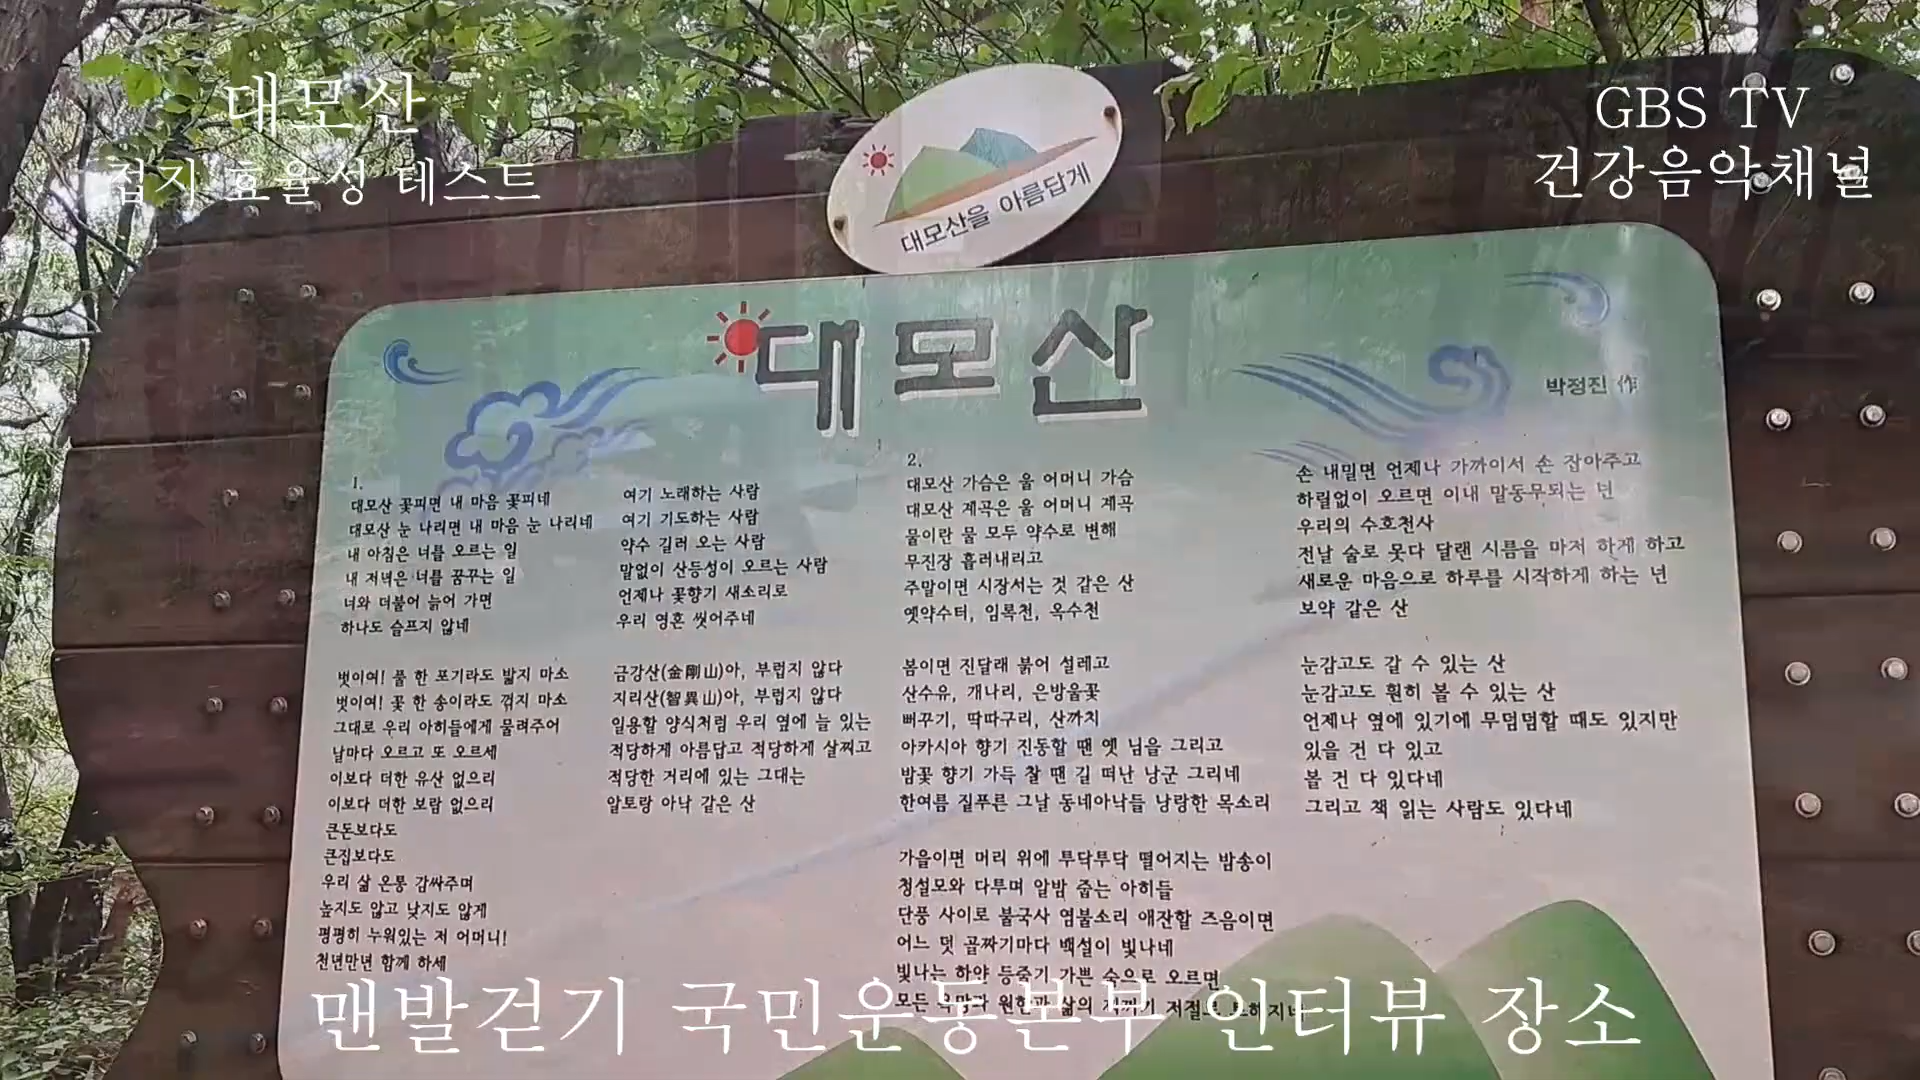 대모산
접지 효율성 테스트
GBS TV
건강음악채널
대모산을 아름답게
대모산
박정진 作
1.
대모산 꽃피면 내 마음 꽃피네
대모산 눈 나리면 내 마음 눈 나리네
내 아침은 너를 오르는 일
내 저녁은 너를 꿈꾸는 일
너와 더불어 늙어 가면
하나도 슬프지 않네
벗이여! 풀 한 포기라도 밟지 마소
벗이여! 꽃 한 송이라도 꺾지 마소
그대로 우리 아히들에게 물려주어
날마다 오르고 또 오르세
이보다 더한 유산 없으리
이보다 더한 보람 없으리
큰돈보다도
큰집보다도
우리 삶 온통 감싸주며
높지도 않고 낮지도 않게
평평히 누워있는 저 어머니!
천년만년 함께 하세
여기 노래하는 사람
여기 기도하는 사람
약수 길러 오는 사람
말없이 산등성이 오르는 사람
언제나 꽃향기 새소리로
우리 영혼 씻어주네
금강산(金剛山)아, 부럽지 않다
지리산(智異山)아, 부럽지 않다
일용할 양식처럼 우리 옆에 늘 있는
적당하게 아름답고 적당하게 살찌고
적당한 거리에 있는 그대는
알토랑 아낙 같은 산
2.
대모산 가슴은 울 어머니 가슴
대모산 계곡은 울 어머니 계곡
물이란 물 모두 약수로 변해
무진장 흘러내리고
주말이면 시장서는 것 같은 산
옛약수터, 임록천, 옥수천
봄이면 진달래 붉어 설레고
산수유, 개나리, 은방울꽃
뻐꾸기, 딱따구리, 산까치
아카시아 향기 진동할 땐 옛 님을 그리고
밤꽃 향기 가득 찰 땐 길 떠난 낭군 그리네
한여름 짙푸른 그날 동네아낙들 낭랑한 목소리
가을이면 머리 위에 투닥투닥 떨어지는 밤송이
청설모와 다투며 알밤 줍는 아히들
단풍 사이로 불국사 염불소리 애잔할 즈음이면
어느 덧 골짜기마다 백설이 빛나네
빛나는 하얀 등줄기 가쁜 숨으로 오르면
모든 원한과 삶의
손 내밀면 언제나 가까이서 손 잡아주고
하릴없이 오르면 이내 말동무되는 넌
우리의 수호천사
전날 술로 못다 달랜 시름을 마저 하게 하고
새로운 마음으로 하루를 시작하게 하는 넌
보약 같은 산
눈감고도 갈 수 있는 산
눈감고도 훤히 볼 수 있는 산
언제나 옆에 있기에 무덤덤할 때도 있지만
있을 건 다 있고
볼 건 다 있다네
그리고 책 읽는 사람도 있다네
맨발걷기 국민운동본부 인터뷰 장소